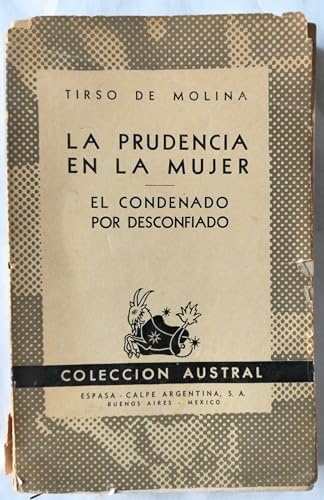 TIRSO DE MOLINA
LA PRUDENCIA
EN LA MUJER
EL CONDENADO
POR DESCONFIADO
COLECCION AUSTRAL
ESPASA - CALPE ARGENTINA, S. A.
BUENOS AIRES - MEXICO